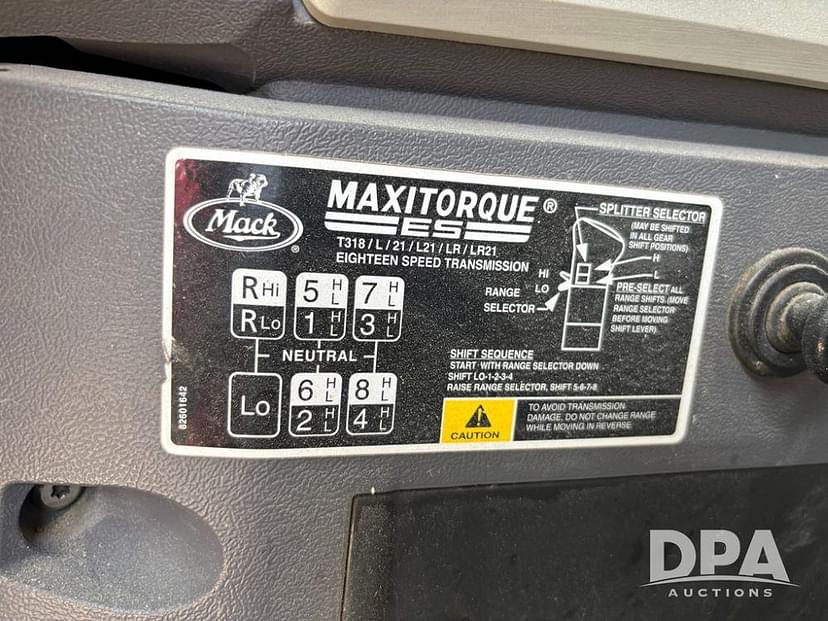 Mack ®
MAXITORQUE ®
ES
T318 / L / 21 / L21 / LR / LR21
EIGHTEEN SPEED TRANSMISSION
R Hi 5 H L 7 H L
R Lo 1 H L 3 H L
NEUTRAL
Lo 6 H L 8 H L
2 H L 4 H L
82601642
SPLITTER SELECTOR
(MAY BE SHIFTED
IN ALL GEAR
SHIFT POSITIONS)
H
L
HI
LO
RANGE
SELECTOR
PRE-SELECT ALL
RANGE SHIFTS. (MOVE
RANGE SELECTOR
BEFORE MOVING
SHIFT LEVER).
SHIFT SEQUENCE
START WITH RANGE SELECTOR DOWN
SHIFT LO-1-2-3-4
RAISE RANGE SELECTOR, SHIFT 5-6-7-8
CAUTION
TO AVOID TRANSMISSION
DAMAGE, DO NOT CHANGE RANGE
WHILE MOVING IN REVERSE.
DPA
AUCTIONS